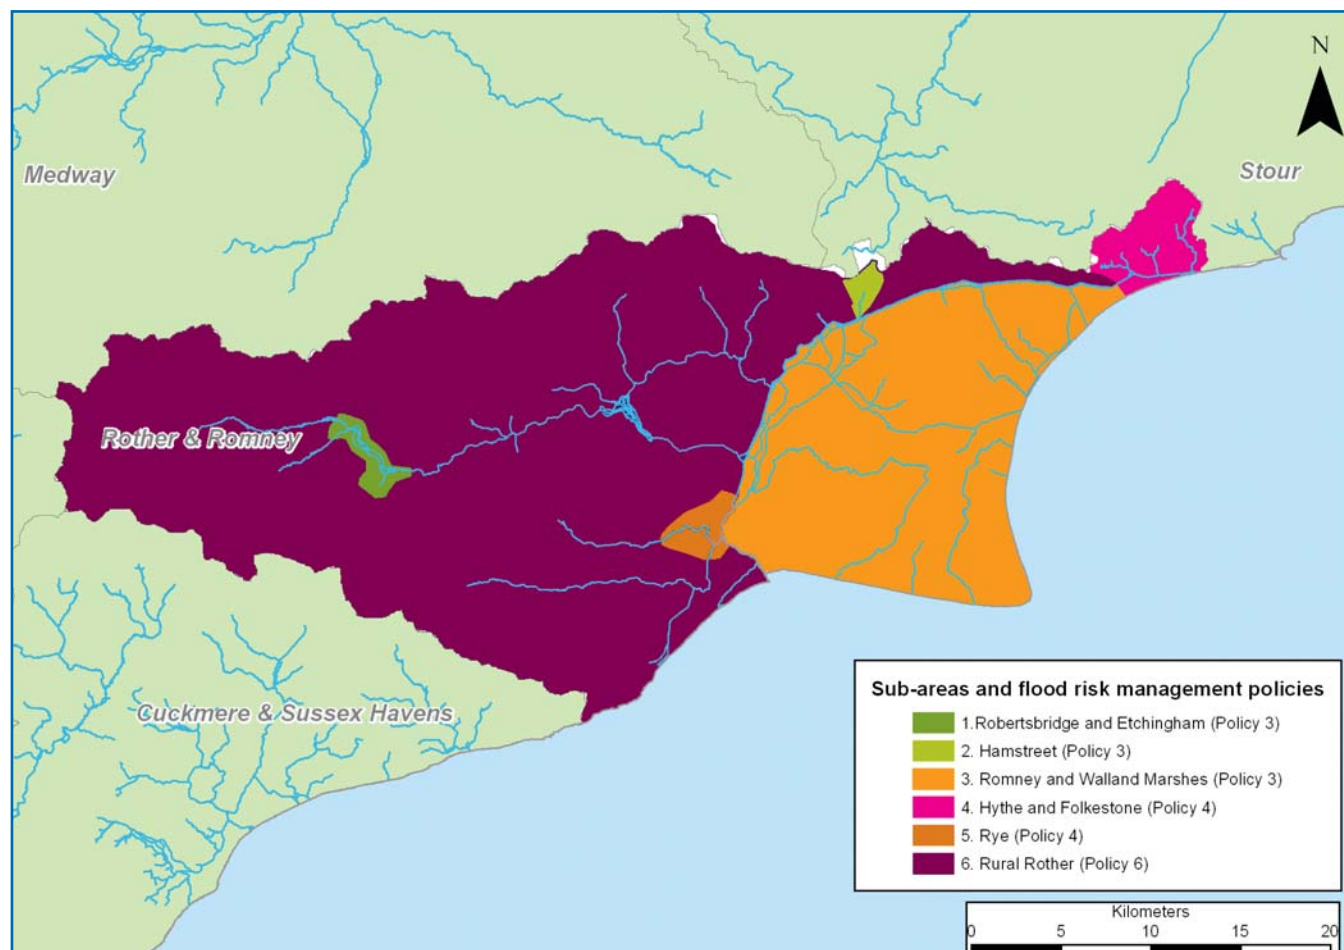 N
Medway
Stour
Rother & Romney
Cuckmere & Sussex Havens
Sub-areas and flood risk management policies
1.Robertsbridge and Etchingham (Policy 3)
2. Hamstreet (Policy 3)
3. Romney and Walland Marshes (Policy 3)
4. Hythe and Folkestone (Policy 4)
5. Rye (Policy 4)
6. Rural Rother (Policy 6)
Kilometers
0 5 10 15 20